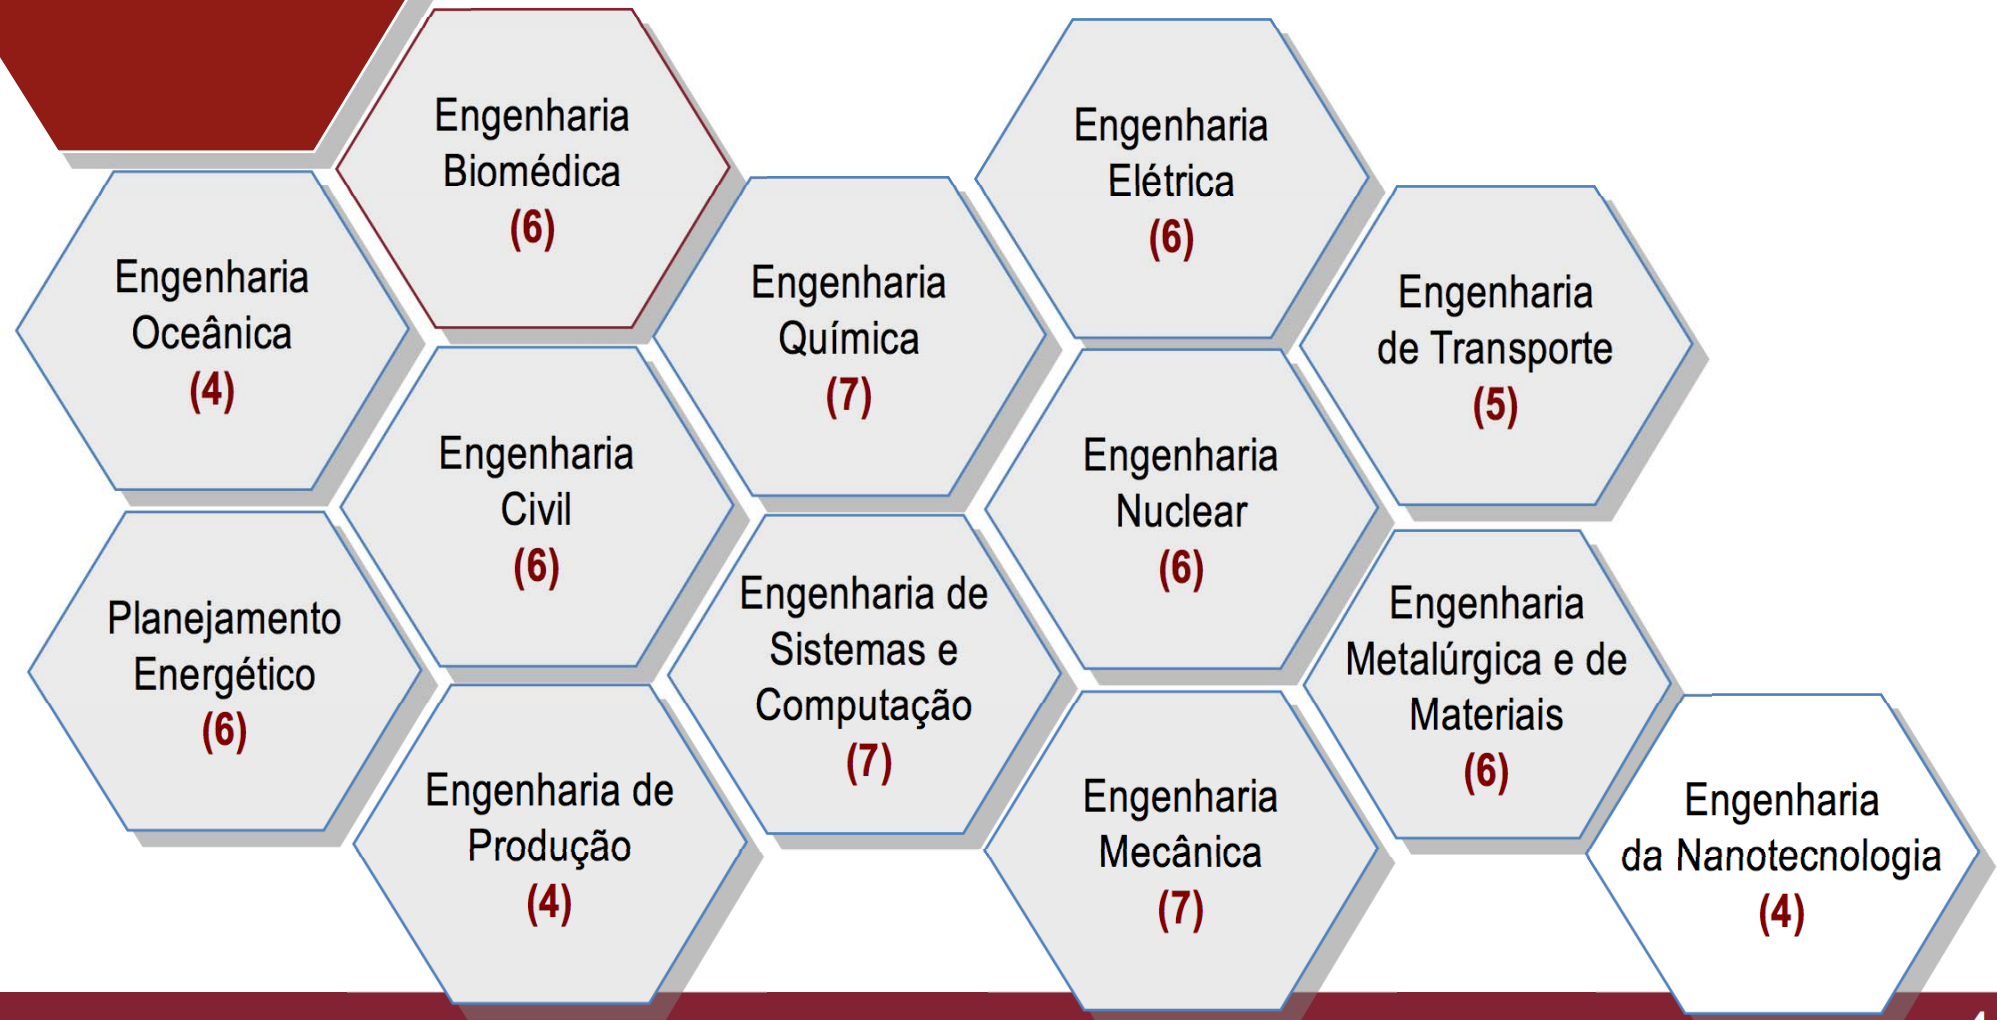 Engenharia
Biomédica
(6)
Engenharia
Elétrica
(6)
Engenharia
Oceânica
(4)
Engenharia
Química
(7)
Engenharia
de Transporte
(5)
Engenharia
Civil
(6)
Engenharia
Nuclear
(6)
Planejamento
Energético
(6)
Engenharia de
Sistemas e
Computação
(7)
Engenharia
Metalúrgica e de
Materiais
(6)
Engenharia de
Produção
(4)
Engenharia
Mecânica
(7)
Engenharia
da Nanotecnologia
(4)